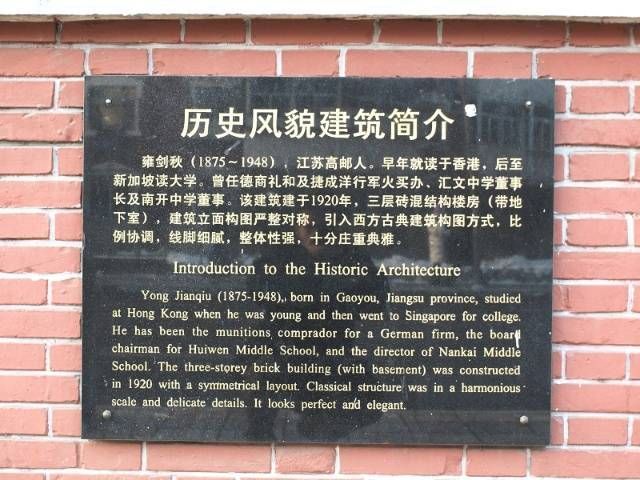 历史风貌建筑简介
雍剑秋（1875～1948），江苏高邮人。早年就读于香港，后至
新加坡读大学。曾任德商礼和及捷成洋行军火买办、汇文中学董事
长及南开中学董事。该建筑建于1920年，三层砖混结构楼房（带地
下室），建筑立面构图严整对称，引入西方古典建筑构图方式，比
例协调，线脚细腻，整体性强，十分庄重典雅。
Introduction to the Historic Architecture
Yong Jianqiu (1875-1948), born in Gaoyou, Jiangsu province, studied
at Hong Kong when he was young and then went to Singapore for college.
He has been the munitions comprador for a German firm, the board
chairman for Huiwen Middle School, and the director of Nankai Middle
School. The three-storey brick building (with basement) was constructed
in 1920 with a symmetrical layout. Classical structure was in a harmonious
scale and delicate details. It looks perfect and elegant.